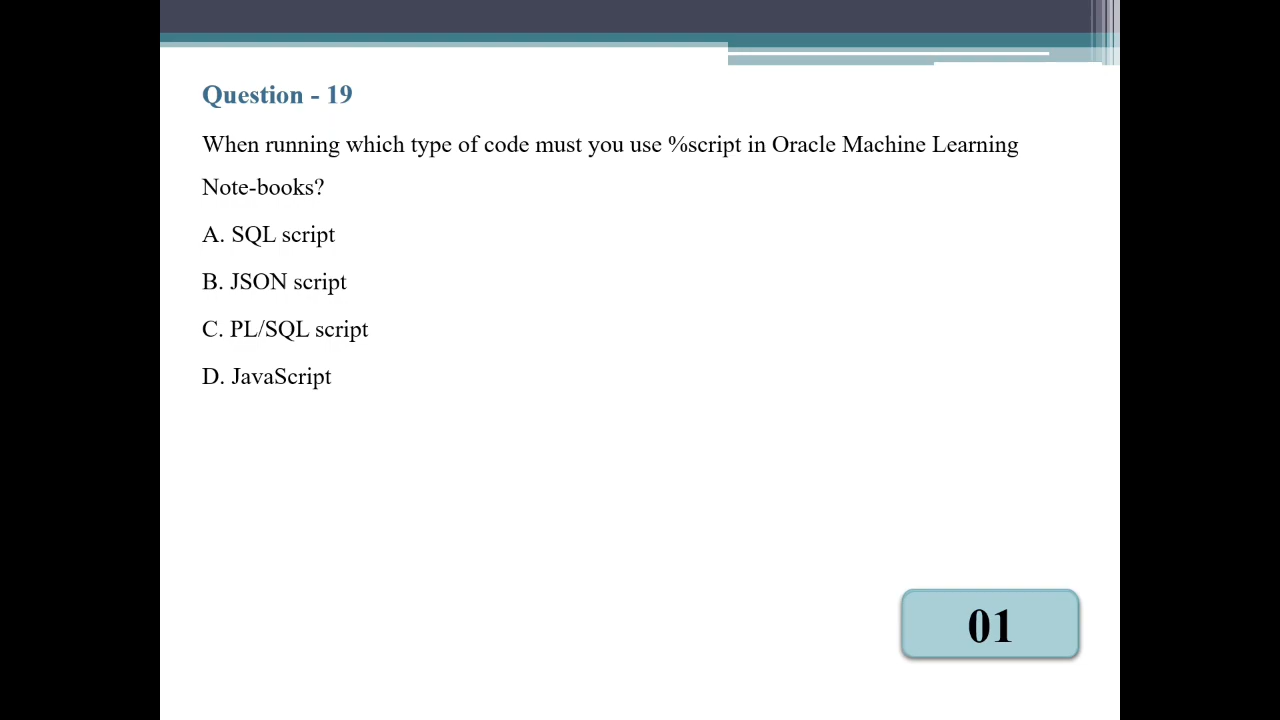 Question - 19
When running which type of code must you use %script in Oracle Machine Learning
Note-books?
A. SQL script
B. JSON script
C. PL/SQL script
D. JavaScript
01